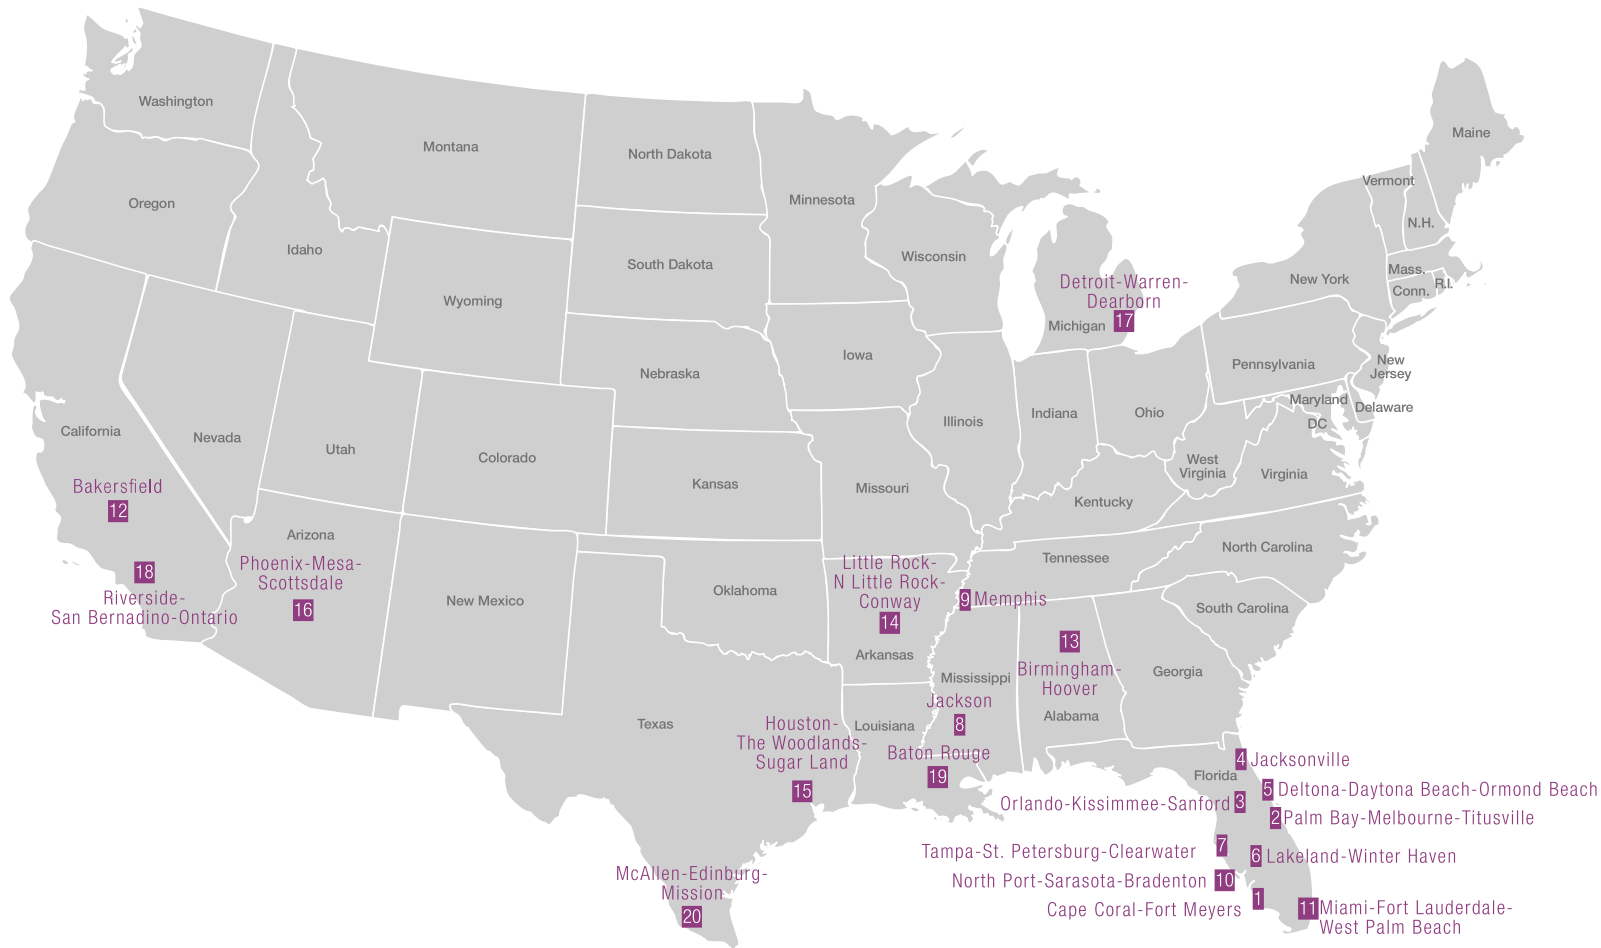 Washington
Oregon
Idaho
Montana
North Dakota
Minnesota
South Dakota
Wyoming
Wisconsin
Maine
Vermont
N.H.
New York
Mass.
Conn.
R.I.
Detroit-Warren-
Dearborn
Michigan
17
Nebraska
Iowa
Pennsylvania
New
Jersey
Maryland
Delaware
DC
California
Nevada
Utah
Colorado
Kansas
Missouri
Illinois
Indiana
Ohio
West
Virginia
Virginia
Kentucky
Bakersfield
12
18
Riverside-
San Bernadino-Ontario
Arizona
Phoenix-Mesa-
Scottsdale
16
New Mexico
Oklahoma
Little Rock-
N Little Rock-
Conway
14
Arkansas
Tennessee
North Carolina
South Carolina
9 Memphis
13
Birmingham-
Hoover
Alabama
Georgia
Mississippi
Jackson
8
Texas
Louisiana
Baton Rouge
19
Houston-
The Woodlands-
Sugar Land
15
McAllen-Edinburg-
Mission
20
4 Jacksonville
Florida
5 Deltona-Daytona Beach-Ormond Beach
Orlando-Kissimmee-Sanford 3
2 Palm Bay-Melbourne-Titusville
Tampa-St. Petersburg-Clearwater 7
6 Lakeland-Winter Haven
North Port-Sarasota-Bradenton 10
Cape Coral-Fort Meyers 1
11 Miami-Fort Lauderdale-
West Palm Beach